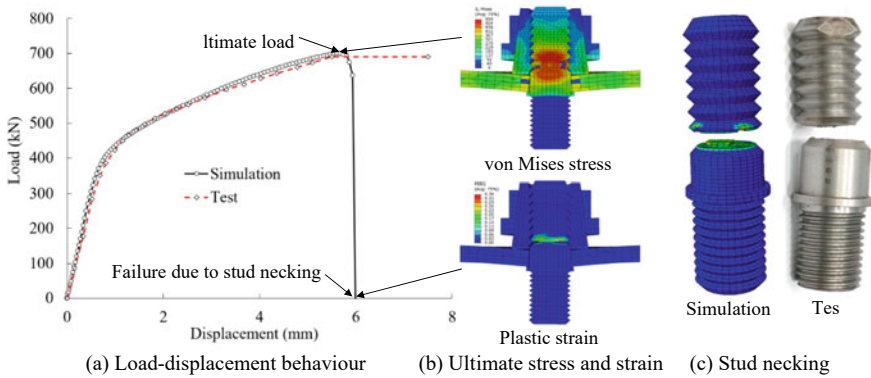 800
700
600
500
400
300
200
100
0
Load (kN)
ltimate load
Simulation
Test
Failure due to stud necking
0 2 4 6 8
Displacement (mm)
(a) Load-displacement behaviour
S, Mises
von Mises stress
PEEQ
Plastic strain
(b) Ultimate stress and strain
Simulation Tes
(c) Stud necking